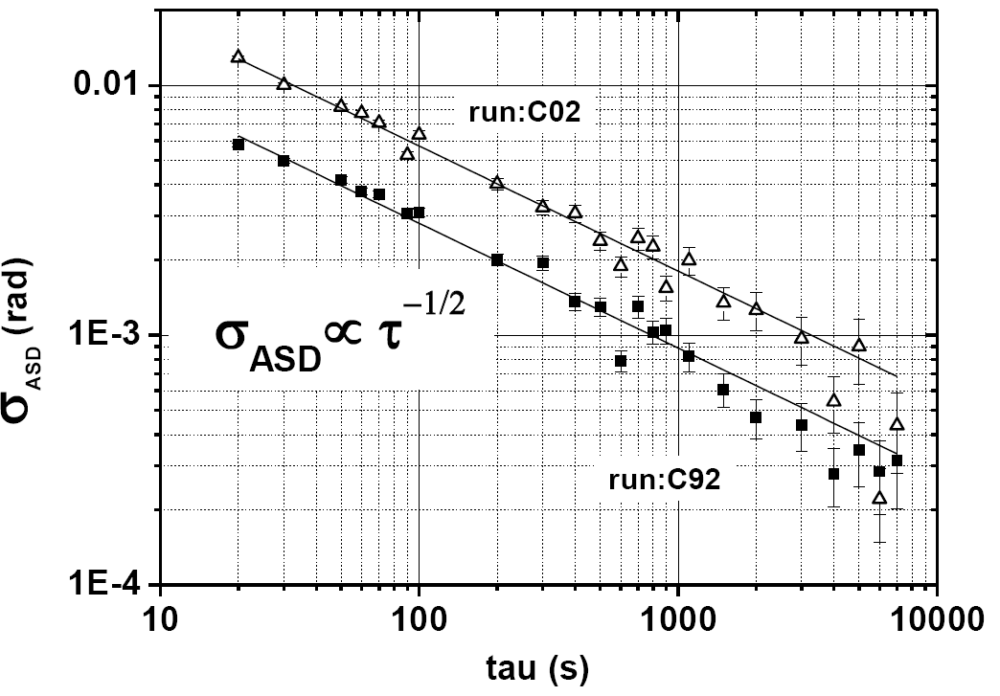 0.01
1E-3
1E-4
σASD (rad)
run:C02
σASD ∝ τ−1/2
run:C92
10 100 1000 10000
tau (s)